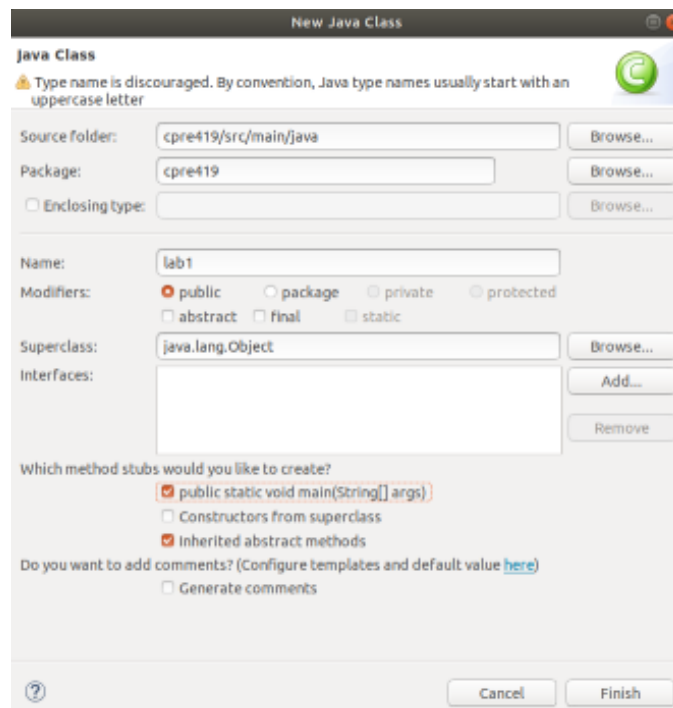 New Java Class
Java Class
Type name is discouraged. By convention, Java type names usually start with an
uppercase letter
C
Source folder: cpre419/src/main/java Browse...
Package: cpre419 Browse...
Enclosing type: Browse...
Name: lab1
Modifiers: public package private protected
abstract final static
Superclass: java.lang.Object Browse...
Interfaces: Add...
Remove
Which method stubs would you like to create?
public static void main(String[] args)
Constructors from superclass
Inherited abstract methods
Do you want to add comments? (Configure templates and default value here)
Generate comments
? Cancel Finish